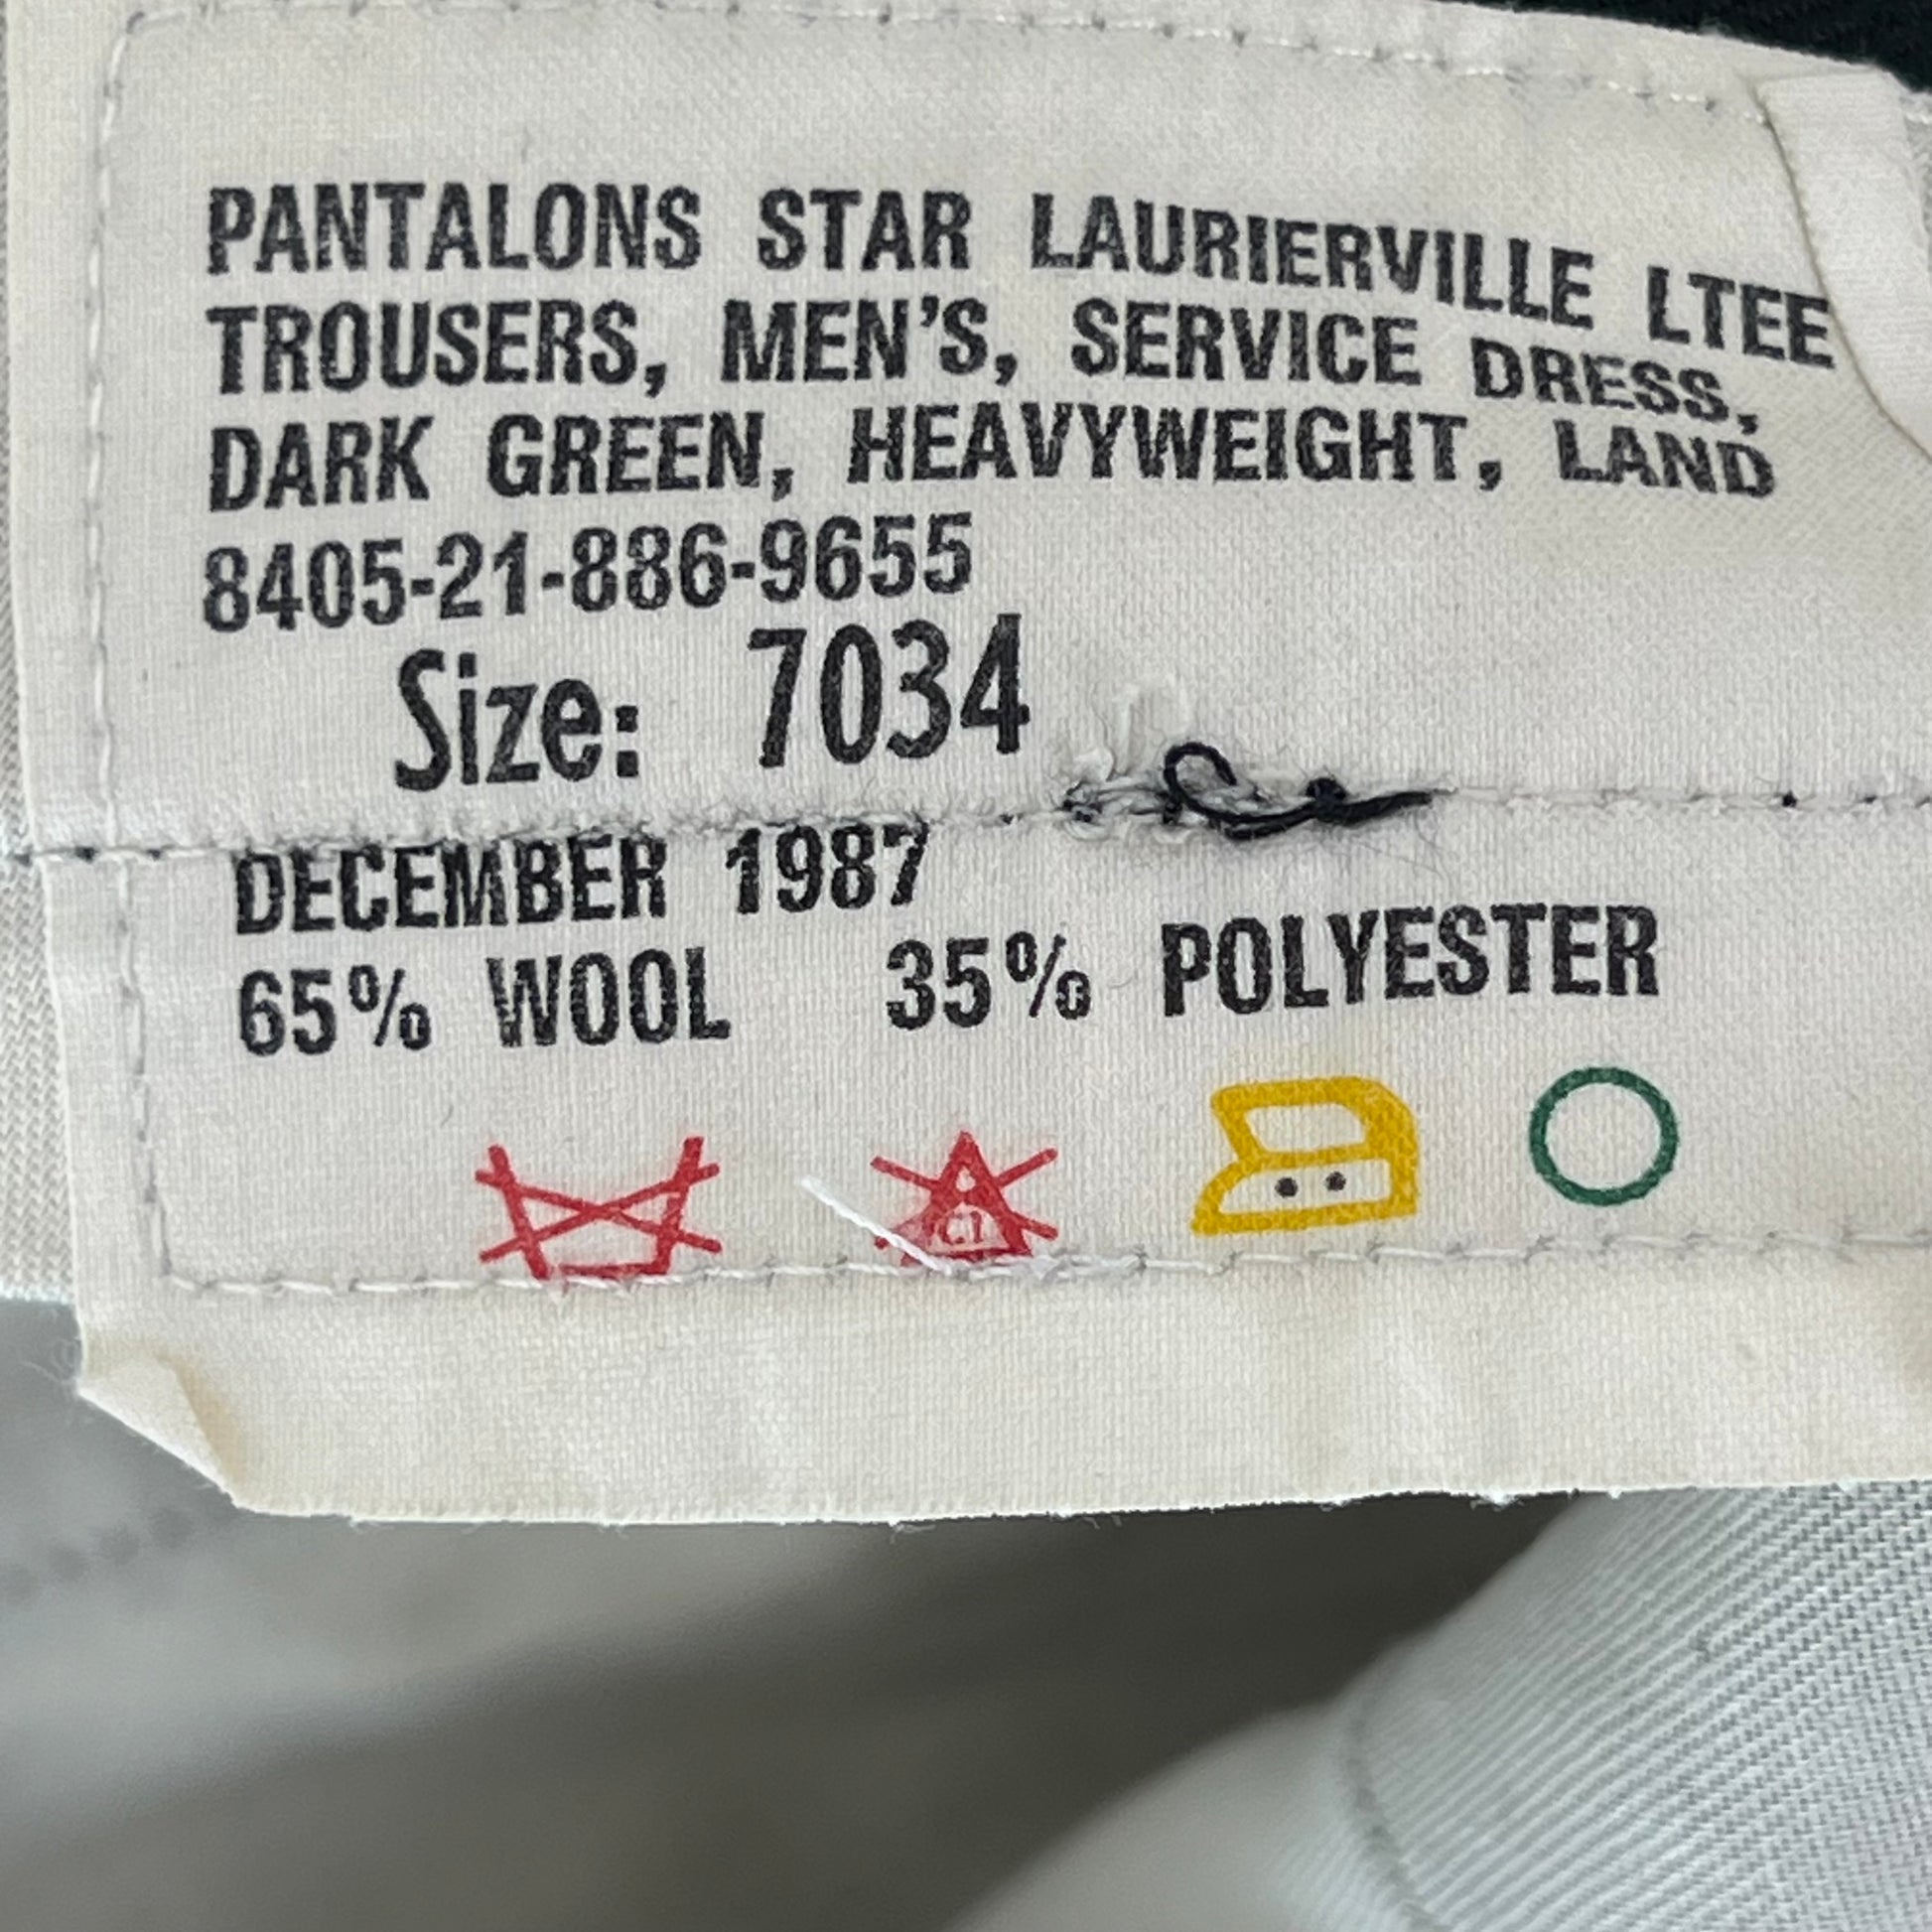 PANTALONS STAR LAURIERVILLE LTEE
TROUSERS, MEN'S, SERVICE DRESS,
DARK GREEN, HEAVYWEIGHT, LAND
8405-21-886-9655
Size: 7034
DECEMBER 1987
65% WOOL 35% POLYESTER
Cl